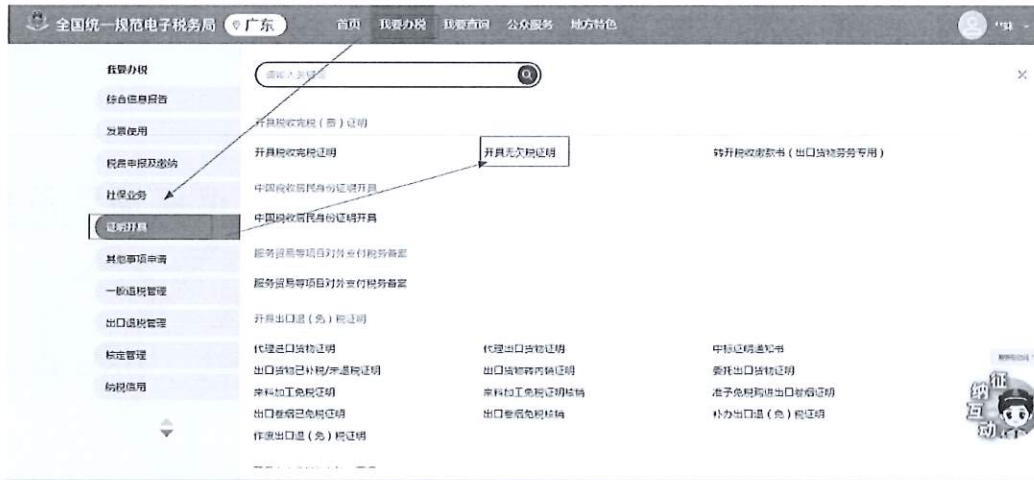 全国统一规范电子税务局 广东 首页 我要办税 我要查询 公众服务 地方特色
我要办税
综合信息报告
发票使用
税费申报及缴纳
社保业务
证明开具
其他事项申请
一般退税管理
出口退税管理
核定管理
纳税信用
请输入关键词
开具税收完税(费)证明
开具税收完税证明 开具无欠税证明 转开税收缴款书(出口货物劳务专用)
中国税收居民身份证明开具
中国税收居民身份证明开具
服务贸易等项目对外支付税务备案
服务贸易等项目对外支付税务备案
开具出口退(免)税证明
代理进口货物证明 代理出口货物证明 中标证明通知书
出口货物已补税/未退税证明 出口货物转内销证明 委托出口货物证明
来料加工免税证明 来料加工免税证明核销 准予免税购进出口卷烟证明
出口卷烟已免税证明 出口卷烟免税核销 补办出口退(免)税证明
作废出口退(免)税证明
征纳互动